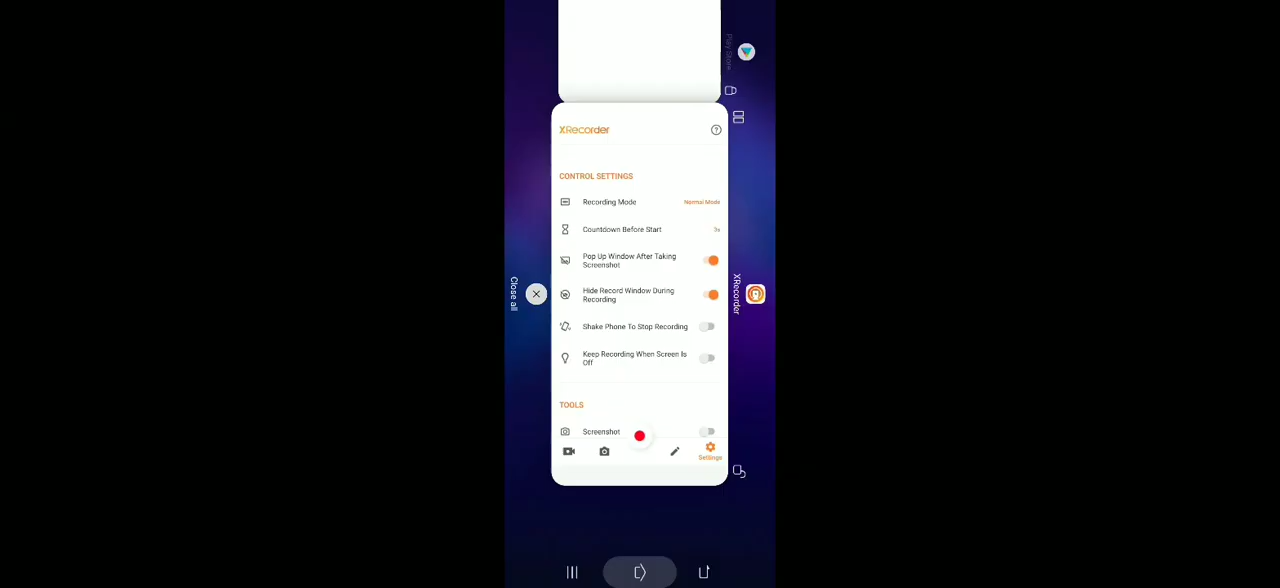 Play Store
XRecorder
CONTROL SETTINGS
Recording Mode
Normal Mode
Countdown Before Start
3s
Pop Up Window After Taking
Screenshot
Hide Record Window During
Recording
Shake Phone To Stop Recording
Keep Recording When Screen Is
Off
TOOLS
Screenshot
Settings
Close all
XRecorder